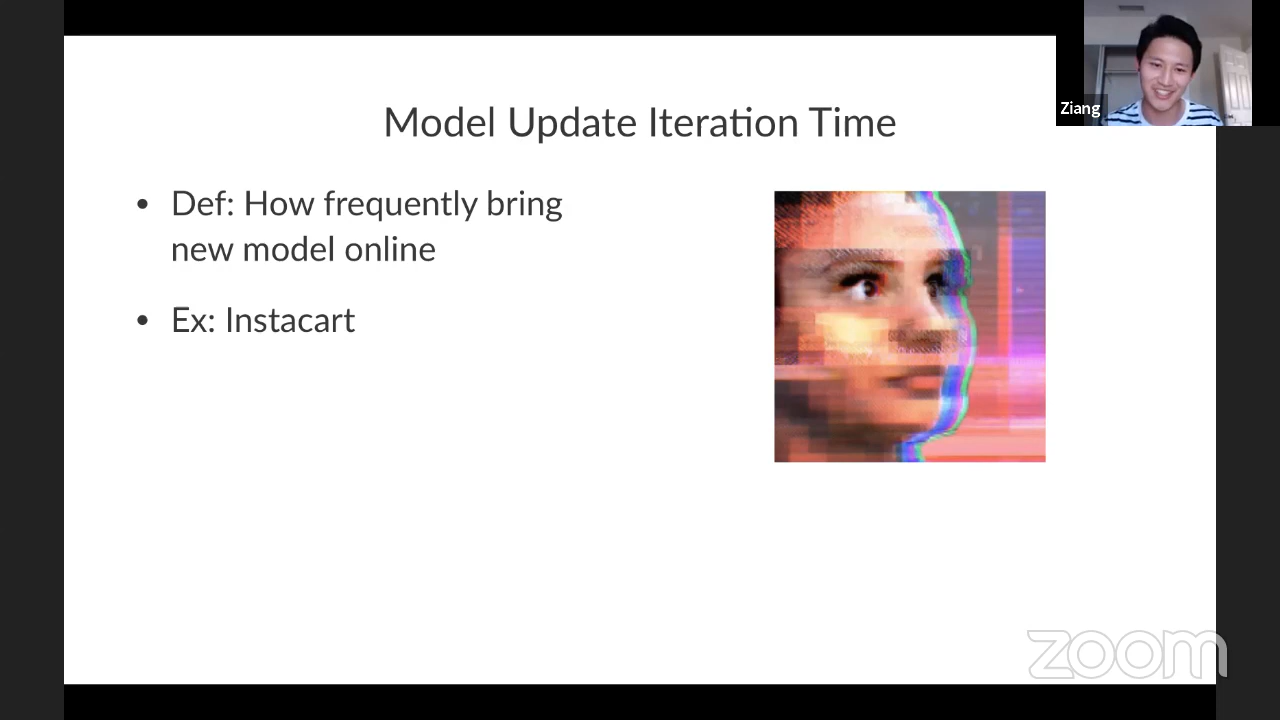 Model Update Iteration Time
Ziang
• Def: How frequently bring
new model online
• Ex: Instacart
zoom